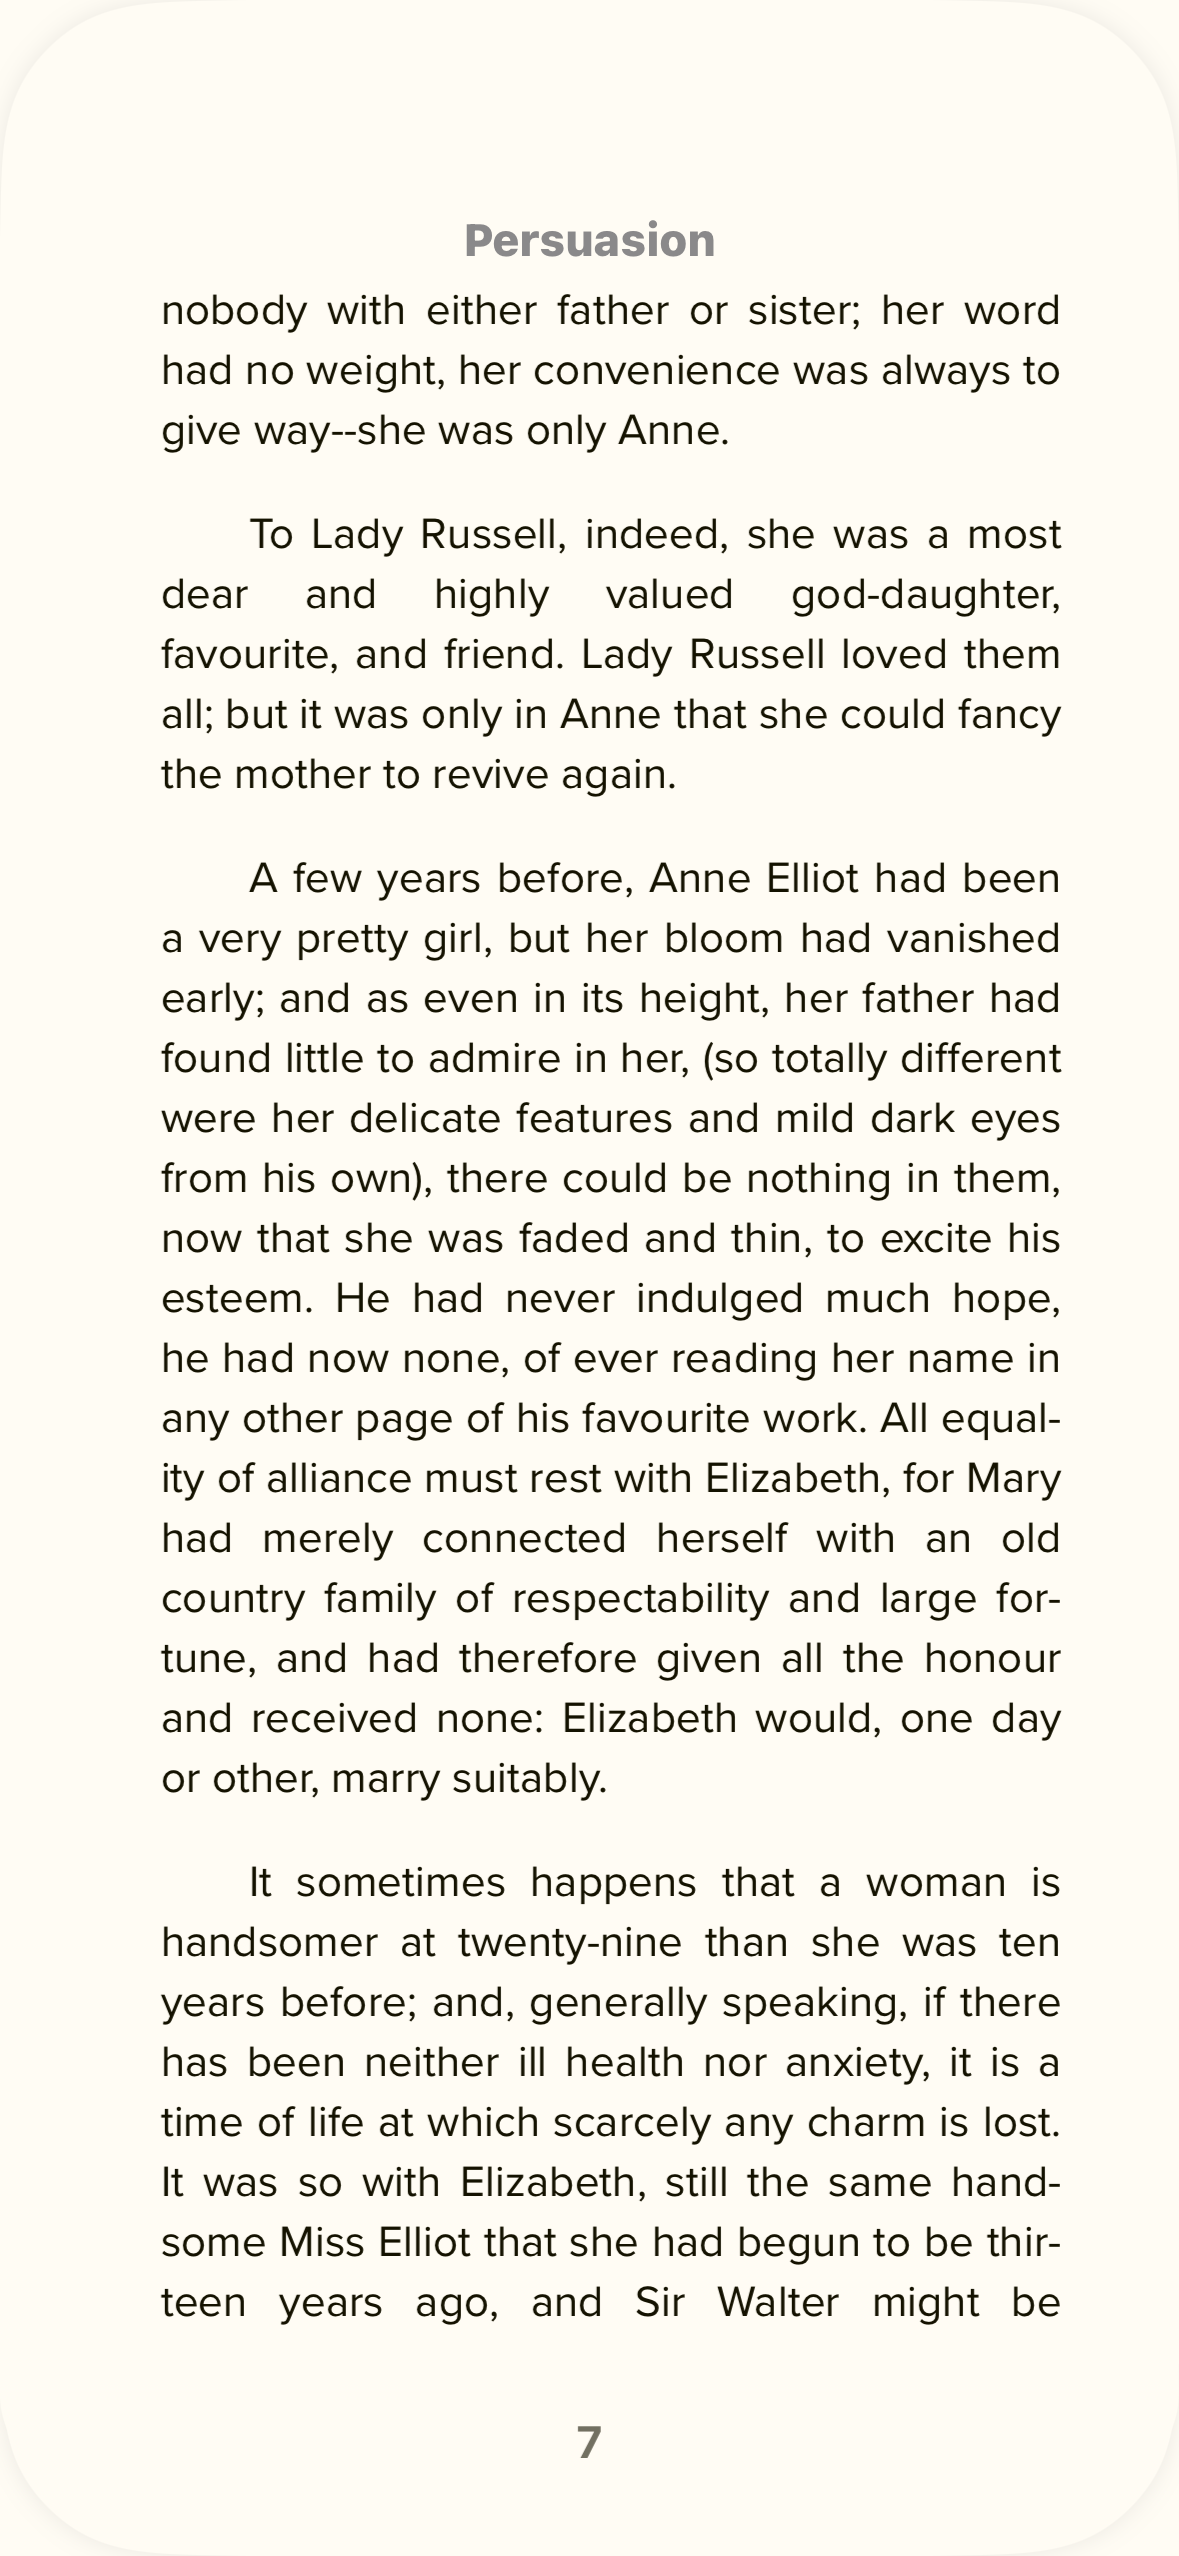 Persuasion
nobody with either father or sister; her word
had no weight, her convenience was always to
give way--she was only Anne.
To Lady Russell, indeed, she was a most
dear and highly valued god-daughter,
favourite, and friend. Lady Russell loved them
all; but it was only in Anne that she could fancy
the mother to revive again.
A few years before, Anne Elliot had been
a very pretty girl, but her bloom had vanished
early; and as even in its height, her father had
found little to admire in her, (so totally different
were her delicate features and mild dark eyes
from his own), there could be nothing in them,
now that she was faded and thin, to excite his
esteem. He had never indulged much hope,
he had now none, of ever reading her name in
any other page of his favourite work. All equal-
ity of alliance must rest with Elizabeth, for Mary
had merely connected herself with an old
country family of respectability and large for-
tune, and had therefore given all the honour
and received none: Elizabeth would, one day
or other, marry suitably.
It sometimes happens that a woman is
handsomer at twenty-nine than she was ten
years before; and, generally speaking, if there
has been neither ill health nor anxiety, it is a
time of life at which scarcely any charm is lost.
It was so with Elizabeth, still the same hand-
some Miss Elliot that she had begun to be thir-
teen years ago, and Sir Walter might be
7